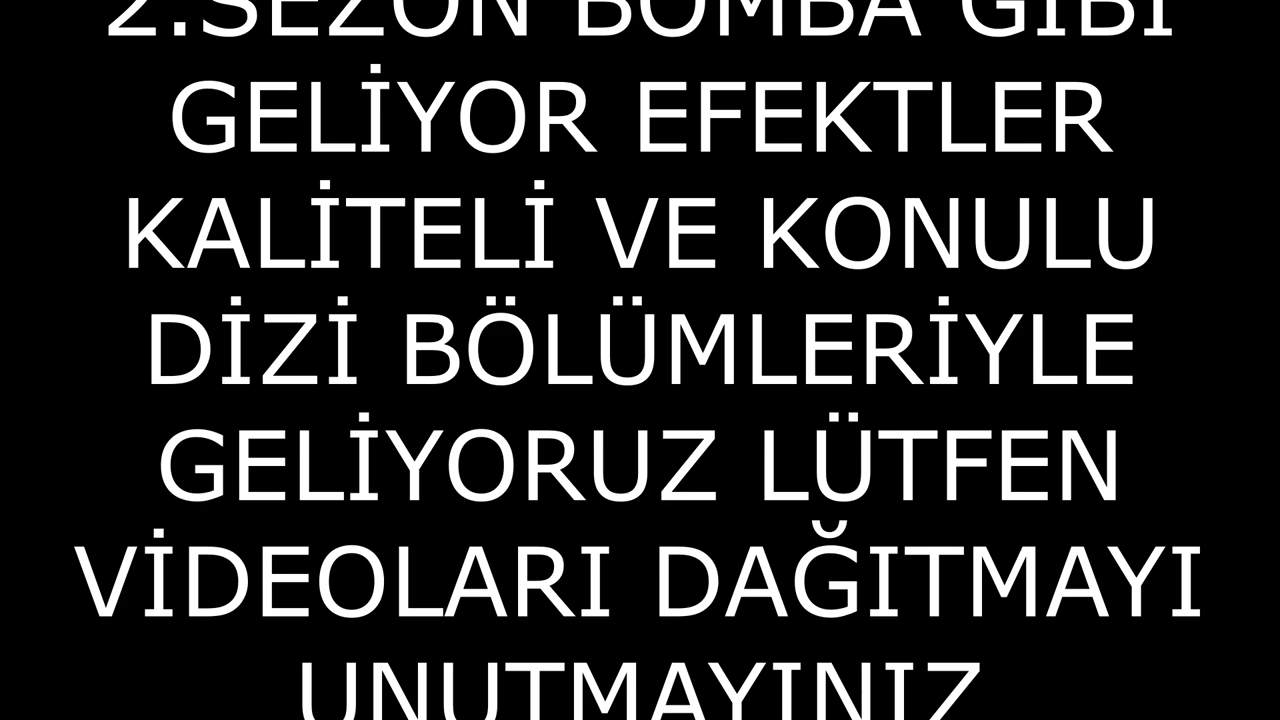 2.SEZON BOMBA GİBİ
GELİYOR EFEKTLER
KALİTELİ VE KONULU
DİZİ BÖLÜMLERİYLE
GELİYORUZ LÜTFEN
VİDEOLARI DAĞITMAYI
UNUTMAYINIZ